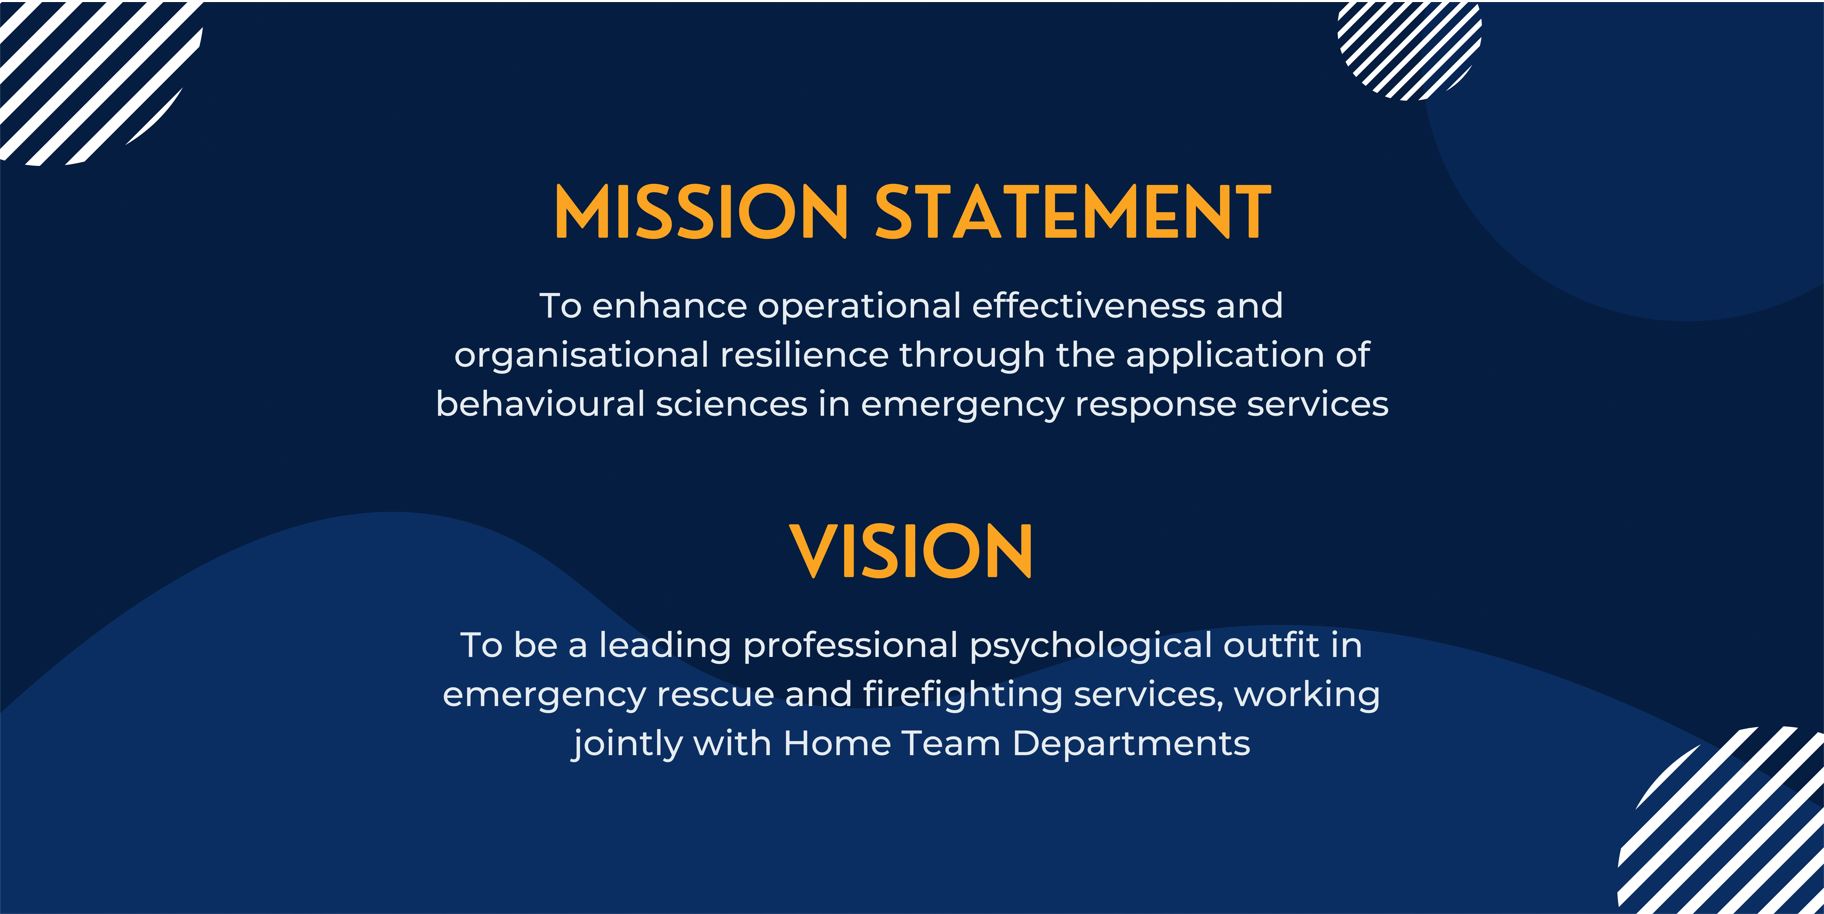 MISSION STATEMENT
To enhance operational effectiveness and
organisational resilience through the application of
behavioural sciences in emergency response services
VISION
To be a leading professional psychological outfit in
emergency rescue and firefighting services, working
jointly with Home Team Departments